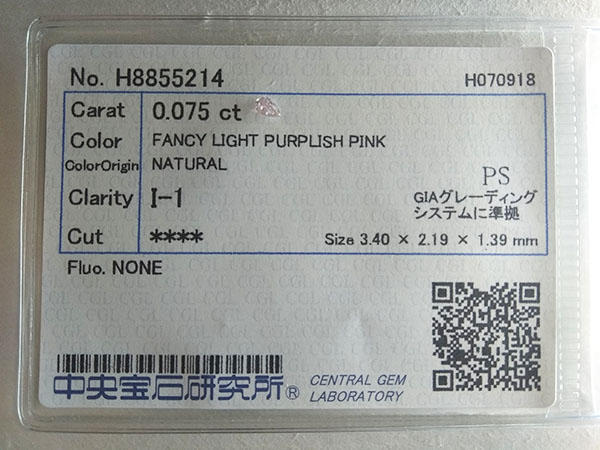 No. H8855214
H070918
Carat 0.075 ct
Color FANCY LIGHT PURPLISH PINK
ColorOrigin NATURAL
Clarity I-1
PS
GIAグレーディング
システムに準拠
Cut ****
Size 3.40 × 2.19 × 1.39 mm
Fluo. NONE
中央宝石研究所®
CENTRAL GEM
LABORATORY